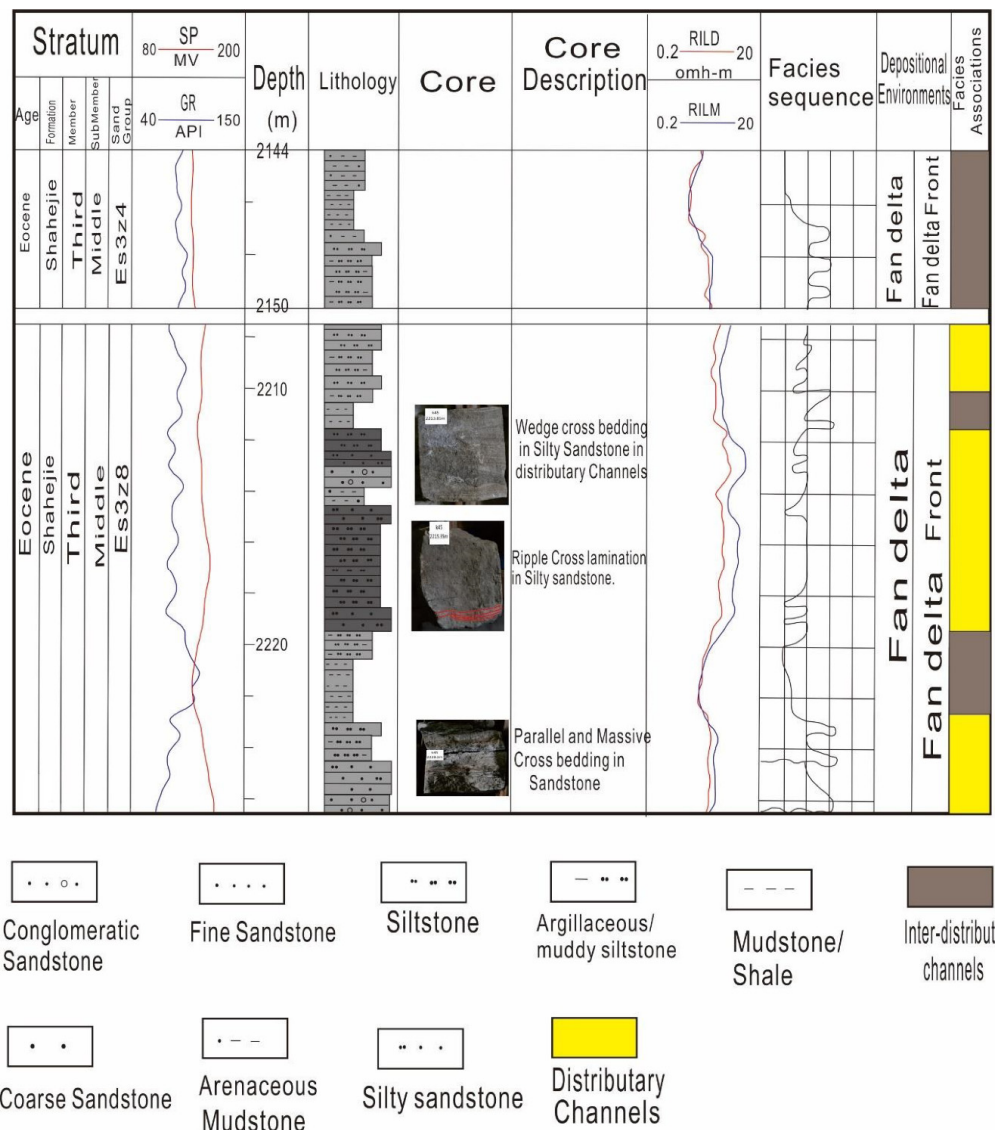 Stratum
80 SP 200
MV
Depth
(m)
Lithology
Core
Core
Description
0.2 RILD 20
omh-m
Facies
sequence
Depositional
Environments
Facies
Associations
Age
Formation
Member
SubMember
Sand
Group
40 GR 150
API
0.2 RILM 20
2144
Eocene
Shahejie
Third
Middle
Es3z4
Fan delta
Fan delta Front
2150
2210
Eocene
Shahejie
Third
Middle
Es3z8
Wedge cross bedding
in Silty Sandstone in
distributary Channels
Ripple Cross lamination
in Silty sandstone.
2220
Parallel and Massive
Cross bedding in
Sandstone
Fan delta
Fan delta Front
Conglomeratic
Sandstone
Fine Sandstone
Siltstone
Argillaceous/
muddy siltstone
Mudstone/
Shale
Inter-distribut
channels
Coarse Sandstone
Arenaceous
Mudstone
Silty sandstone
Distributary
Channels